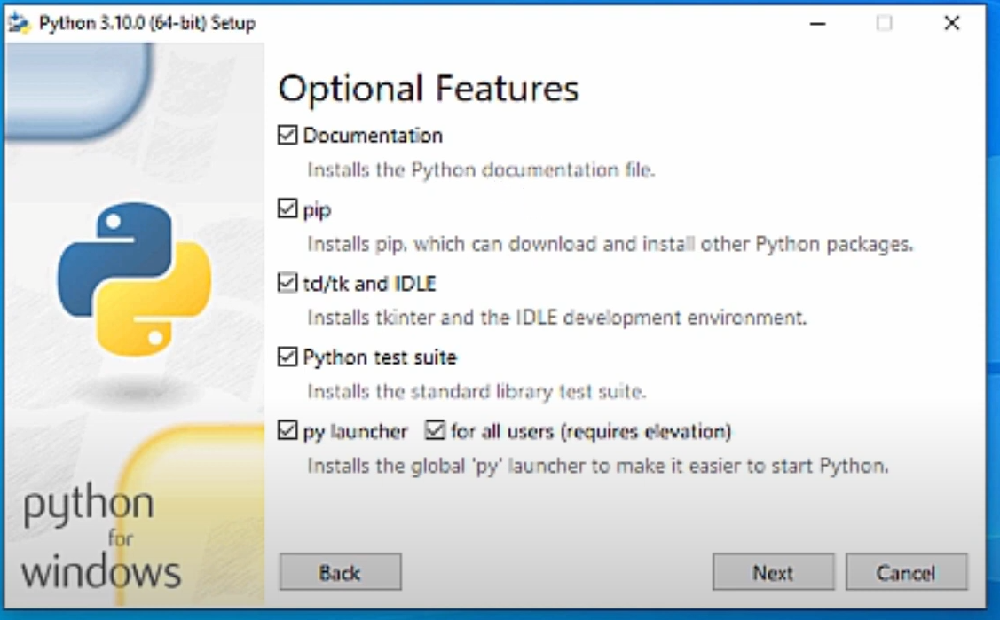 Python 3.10.0 (64-bit) Setup
Optional Features
Documentation
Installs the Python documentation file.
pip
Installs pip, which can download and install other Python packages.
tcl/tk and IDLE
Installs tkinter and the IDLE development environment.
Python test suite
Installs the standard library test suite.
py launcher for all users (requires elevation)
Installs the global 'py' launcher to make it easier to start Python.
python
for
windows
Back Next Cancel